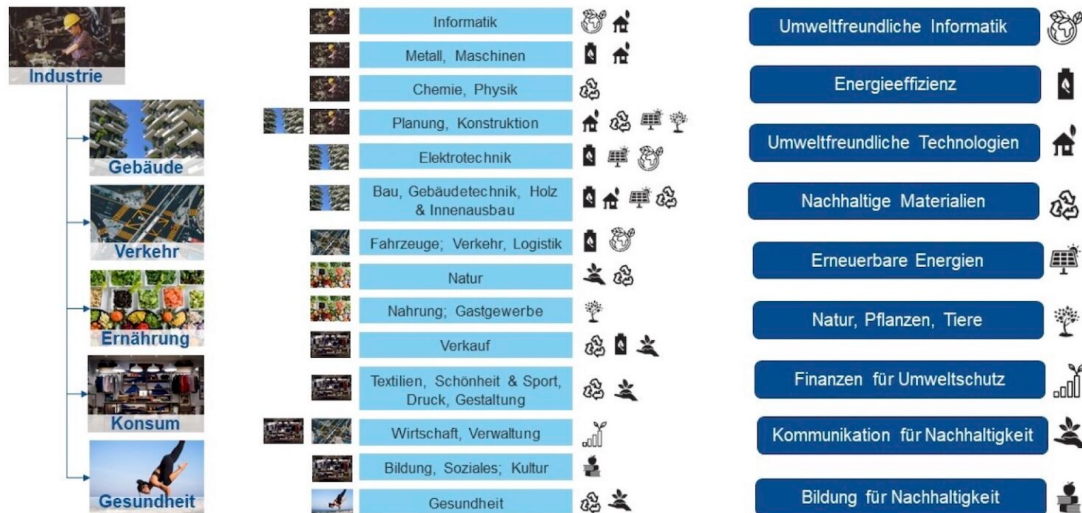 Industrie
Gebäude
Verkehr
Ernährung
Konsum
Gesundheit
Informatik
Metall, Maschinen
Chemie, Physik
Planung, Konstruktion
Elektrotechnik
Bau, Gebäudetechnik, Holz
& Innenausbau
Fahrzeuge; Verkehr, Logistik
Natur
Nahrung; Gastgewerbe
Verkauf
Textilien, Schönheit & Sport,
Druck, Gestaltung
Wirtschaft, Verwaltung
Bildung, Soziales; Kultur
Gesundheit
Umweltfreundliche Informatik
Energieeffizienz
Umweltfreundliche Technologien
Nachhaltige Materialien
Erneuerbare Energien
Natur, Pflanzen, Tiere
Finanzen für Umweltschutz
Kommunikation für Nachhaltigkeit
Bildung für Nachhaltigkeit